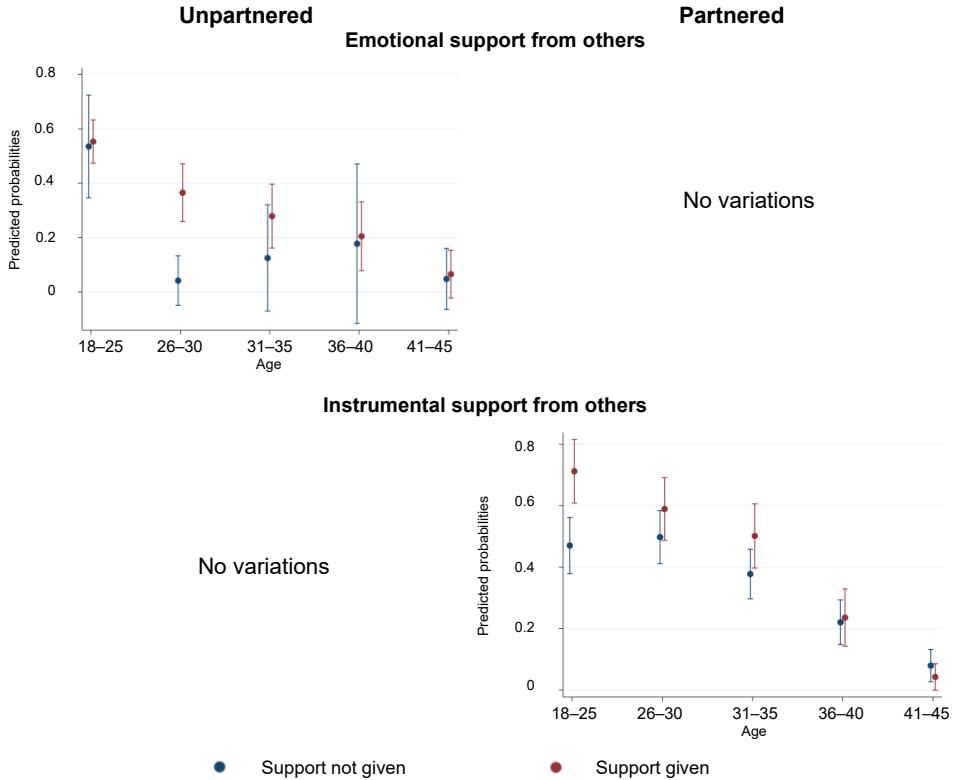 Unpartnered Partnered
Emotional support from others
Predicted probabilities
0.8
0.6
0.4
0.2
0
18–25 26–30 31–35 36–40 41–45
Age
No variations
Instrumental support from others
No variations
Predicted probabilities
0.8
0.6
0.4
0.2
0
18–25 26–30 31–35 36–40 41–45
Age
Support not given Support given